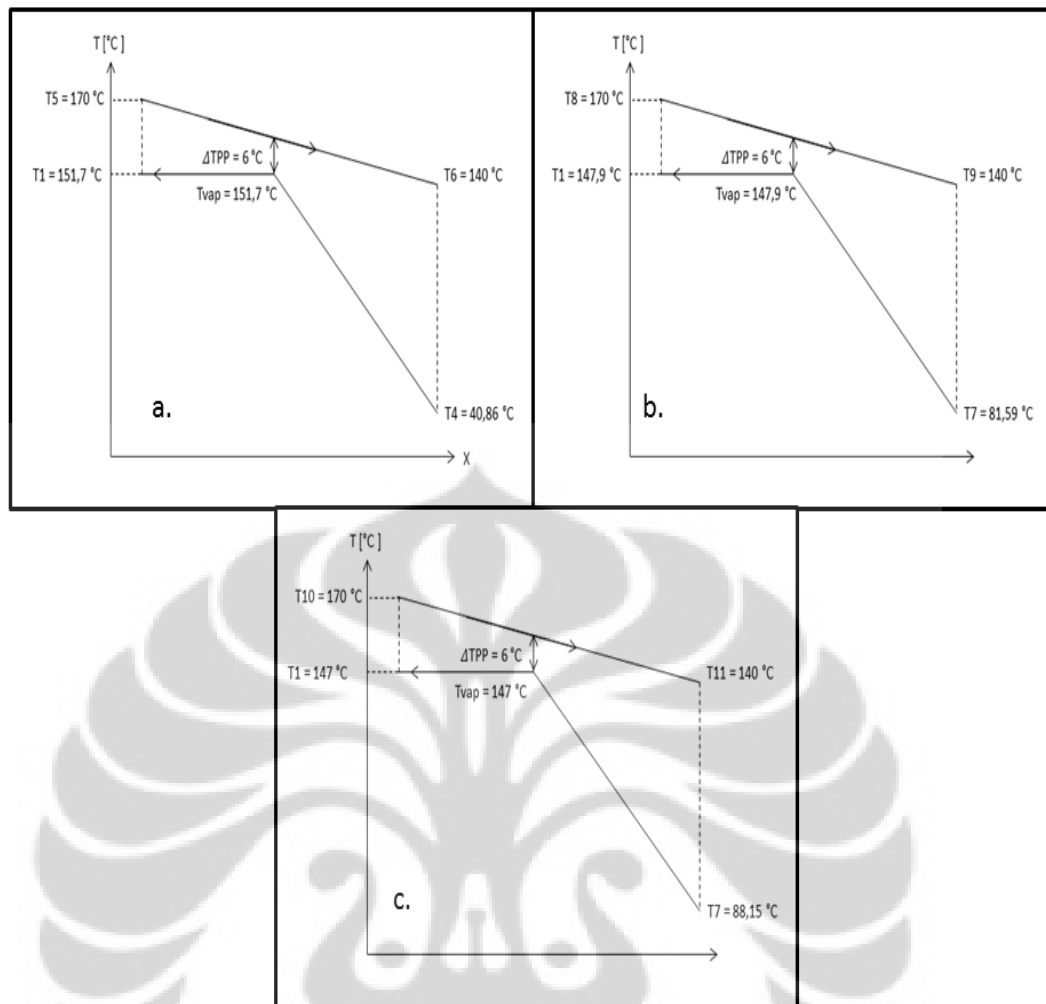 T [°C]
T5 = 170 °C
ΔTPP = 6 °C
T1 = 151,7 °C
T6 = 140 °C
Tvap = 151,7 °C
a.
T4 = 40,86 °C
X
T [°C]
T8 = 170 °C
ΔTPP = 6 °C
T1 = 147,9 °C
T9 = 140 °C
Tvap = 147,9 °C
b.
T7 = 81,59 °C
T [°C]
T10 = 170 °C
ΔTPP = 6 °C
T1 = 147 °C
T11 = 140 °C
Tvap = 147 °C
c.
T7 = 88,15 °C